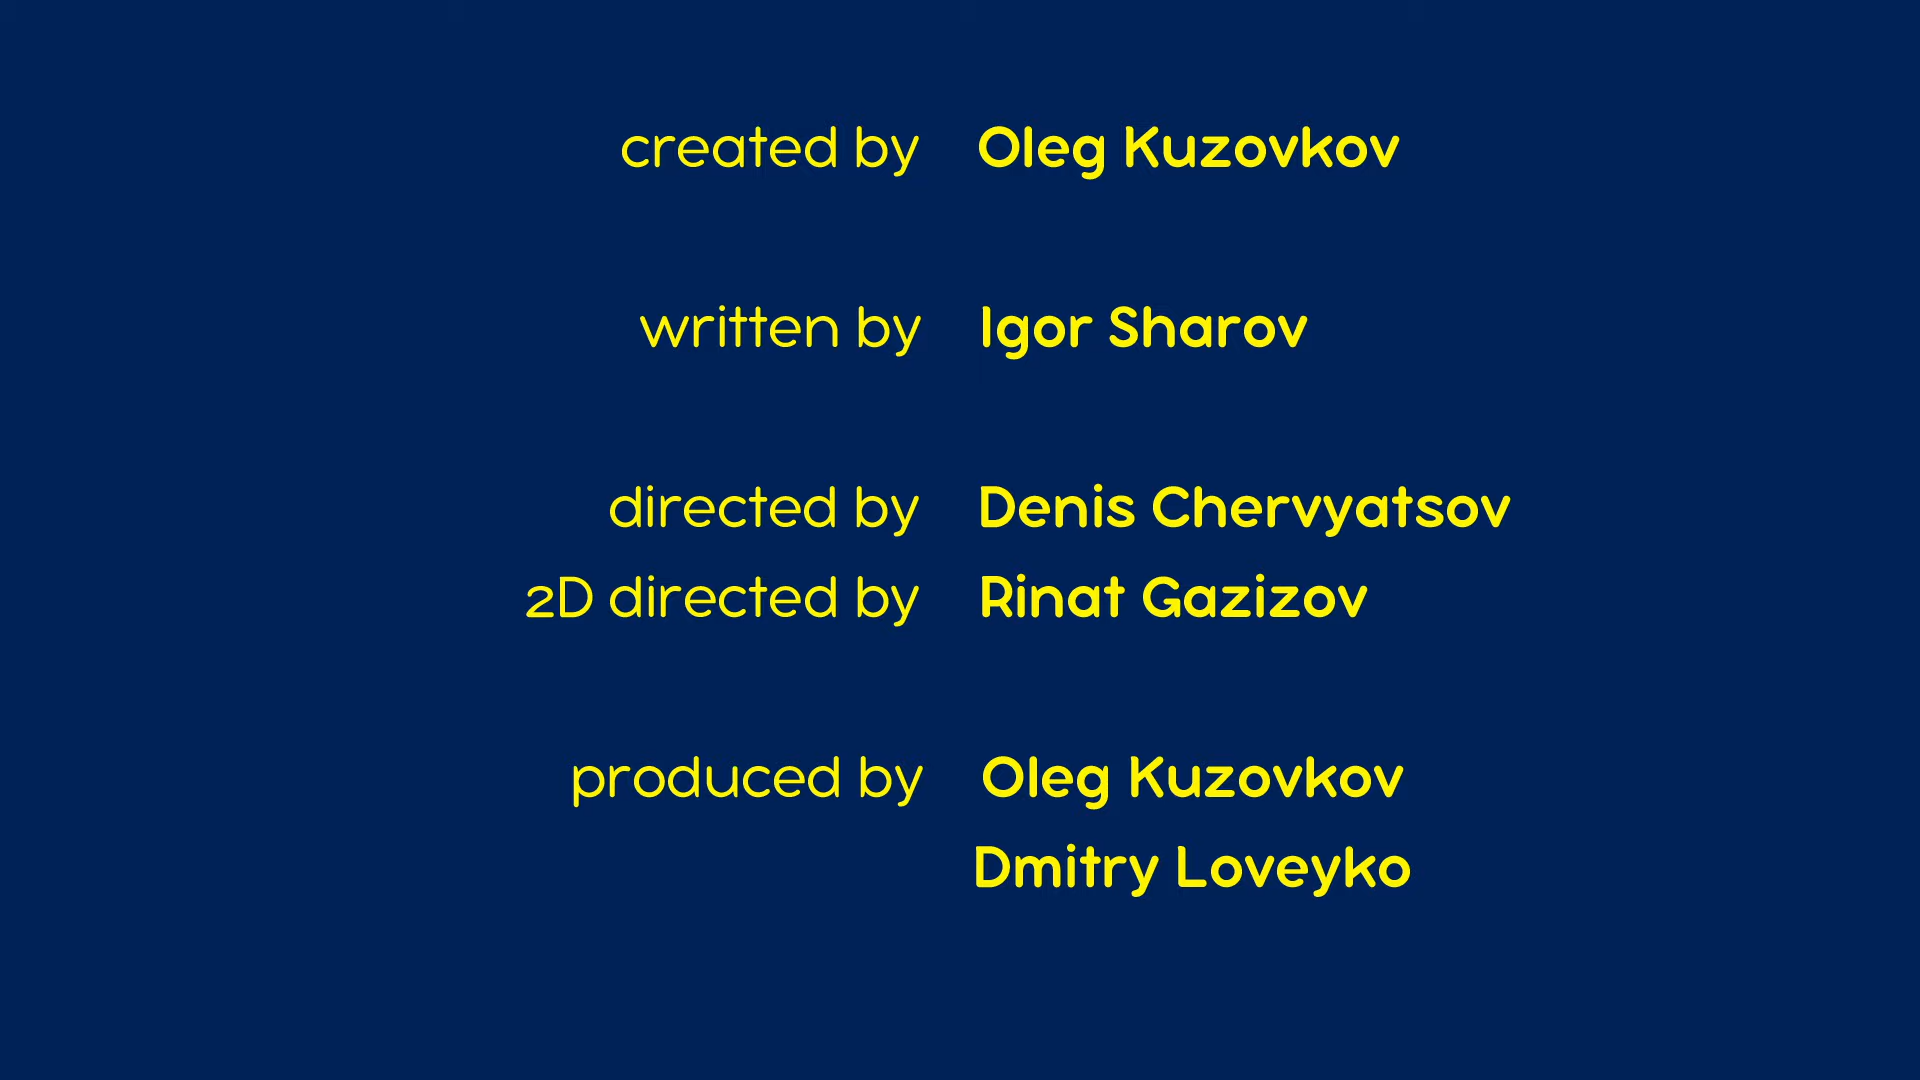 created by Oleg Kuzovkov
written by Igor Sharov
directed by Denis Chervyatsov
2D directed by Rinat Gazizov
produced by Oleg Kuzovkov
Dmitry Loveyko